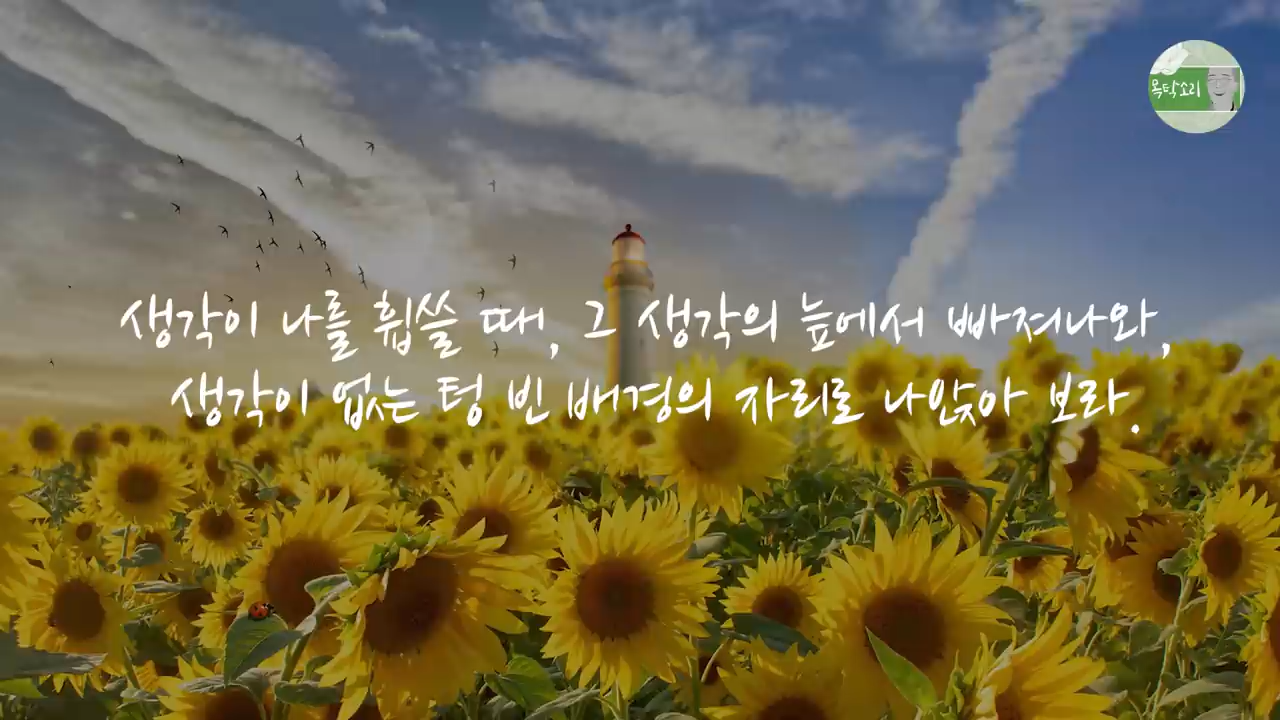 목탁소리
생각이 나를 휩쓸 때, 그 생각의 늪에서 빠져나와,
생각이 없는 텅 빈 배경의 자리로 나앉아 보라.